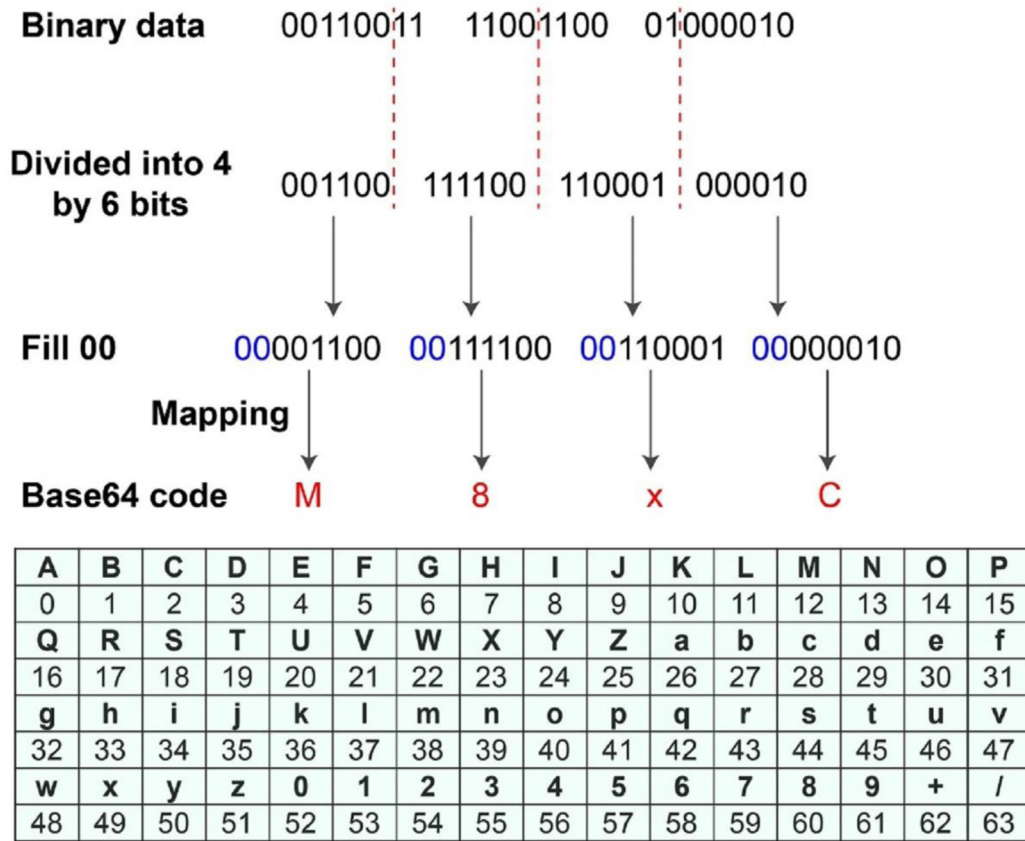 Binary data 00110011 11001100 01000010
Divided into 4
by 6 bits
001100 111100 110001 000010
Fill 00 00001100 00111100 00110001 00000010
Mapping
Base64 code M 8 x C
A B C D E F G H I J K L M N O P
0 1 2 3 4 5 6 7 8 9 10 11 12 13 14 15
Q R S T U V W X Y Z a b c d e f
16 17 18 19 20 21 22 23 24 25 26 27 28 29 30 31
g h i j k l m n o p q r s t u v
32 33 34 35 36 37 38 39 40 41 42 43 44 45 46 47
w x y z 0 1 2 3 4 5 6 7 8 9 + /
48 49 50 51 52 53 54 55 56 57 58 59 60 61 62 63